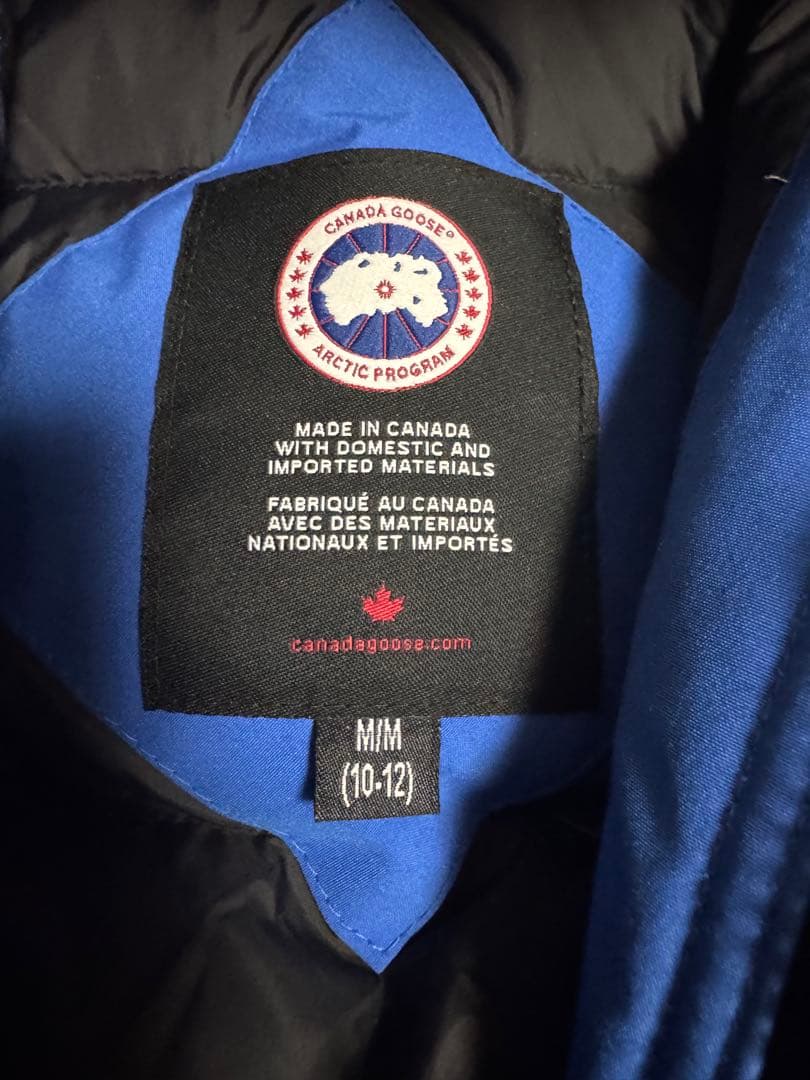 CANADA GOOSE®
ARCTIC PROGRAM
MADE IN CANADA
WITH DOMESTIC AND
IMPORTED MATERIALS
FABRIQUÉ AU CANADA
AVEC DES MATERIAUX
NATIONAUX ET IMPORTÉS
canadagoose.com
M/M
(10-12)